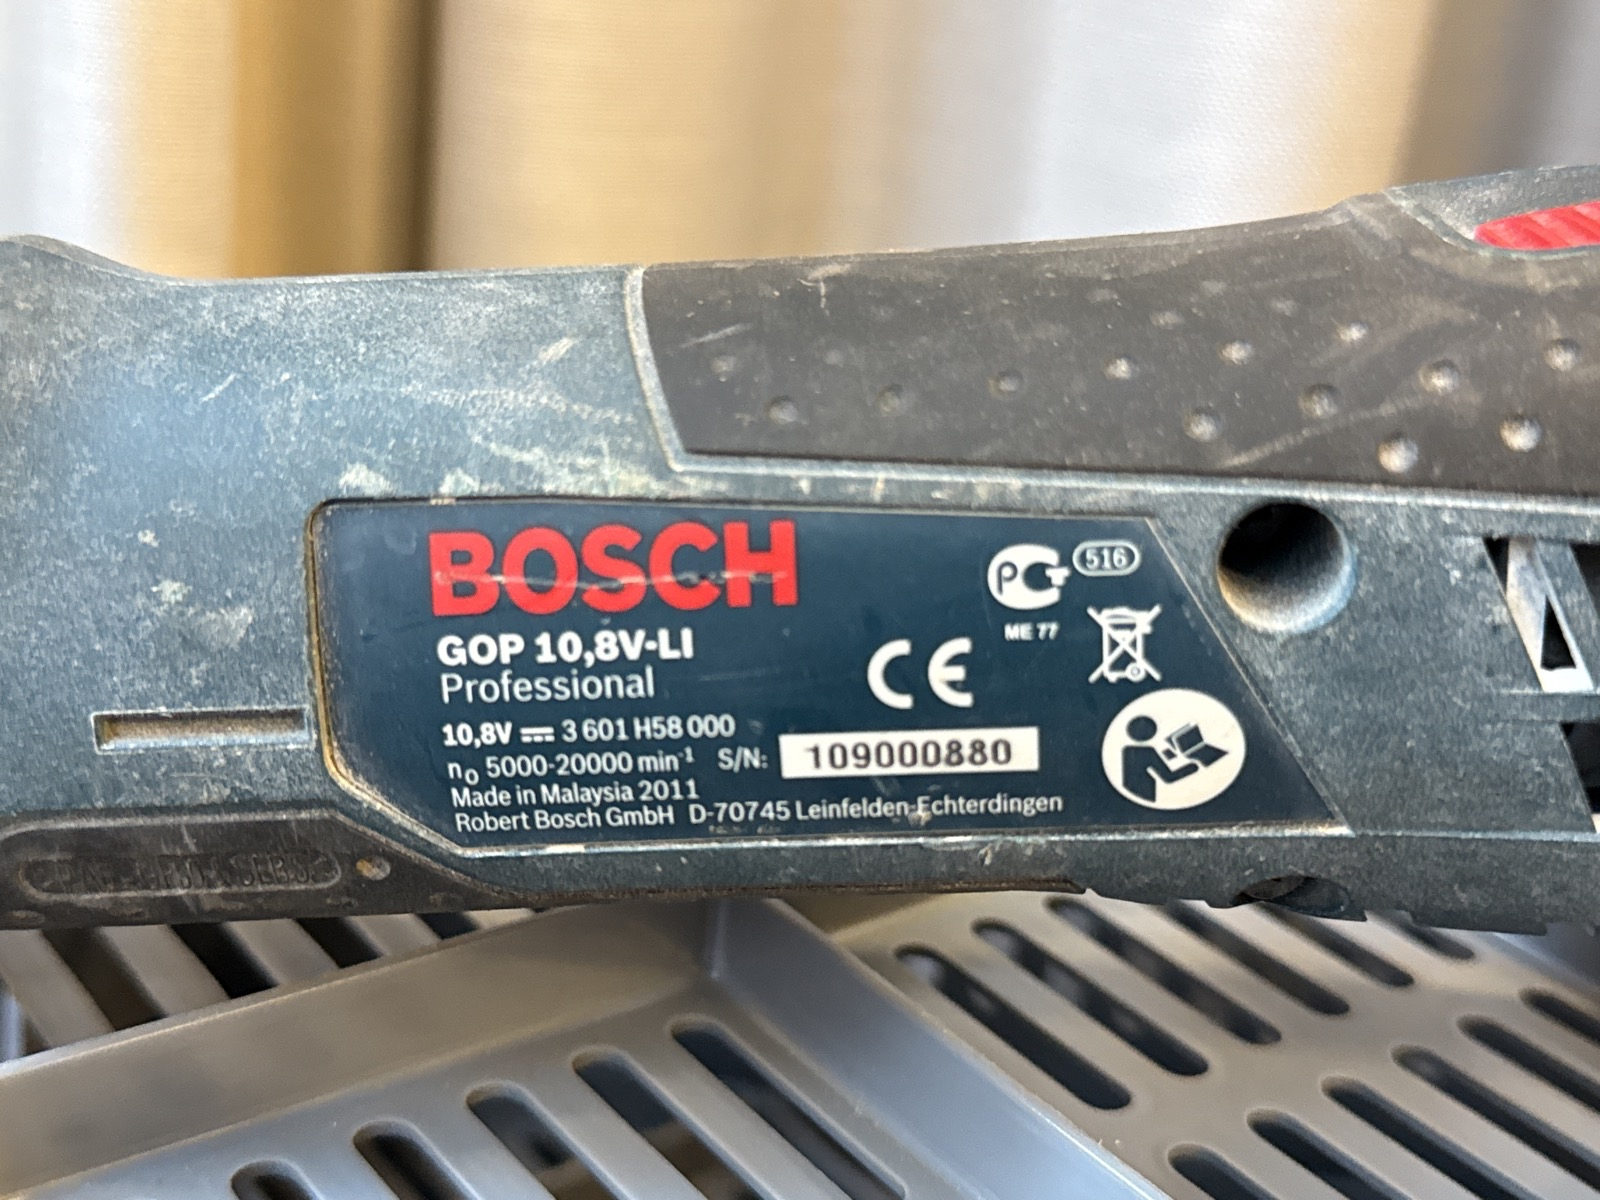 BOSCH
GOP 10,8V-LI
Professional
10,8V 3 601 H58 000
n₀ 5000-20000 min⁻¹ S/N: 109000880
Made in Malaysia 2011
Robert Bosch GmbH D-70745 Leinfelden-Echterdingen
PC 516
ME 77
CE